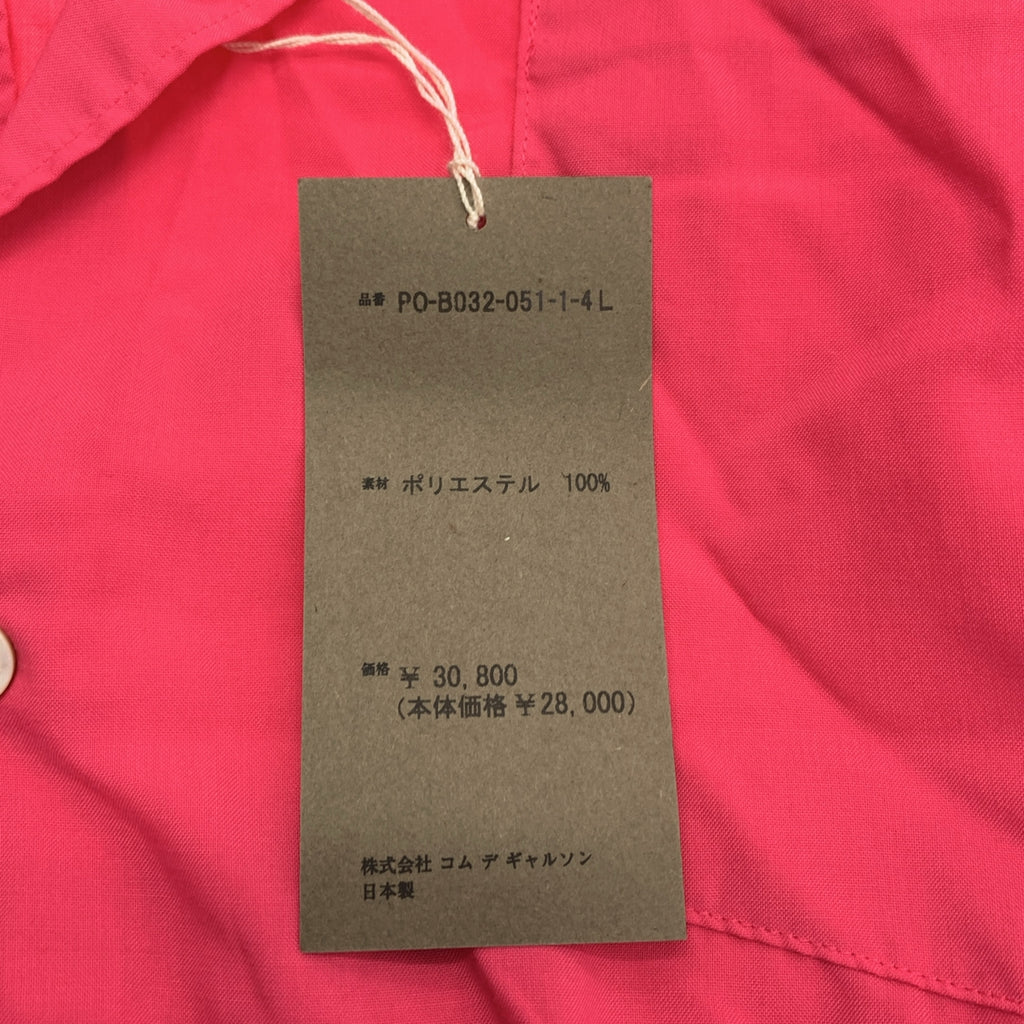 品番 PO-B032-051-1-4 L
素材 ポリエステル 100%
価格 ¥ 30,800
(本体価格 ¥28,000)
株式会社 コム デ ギャルソン
日本製